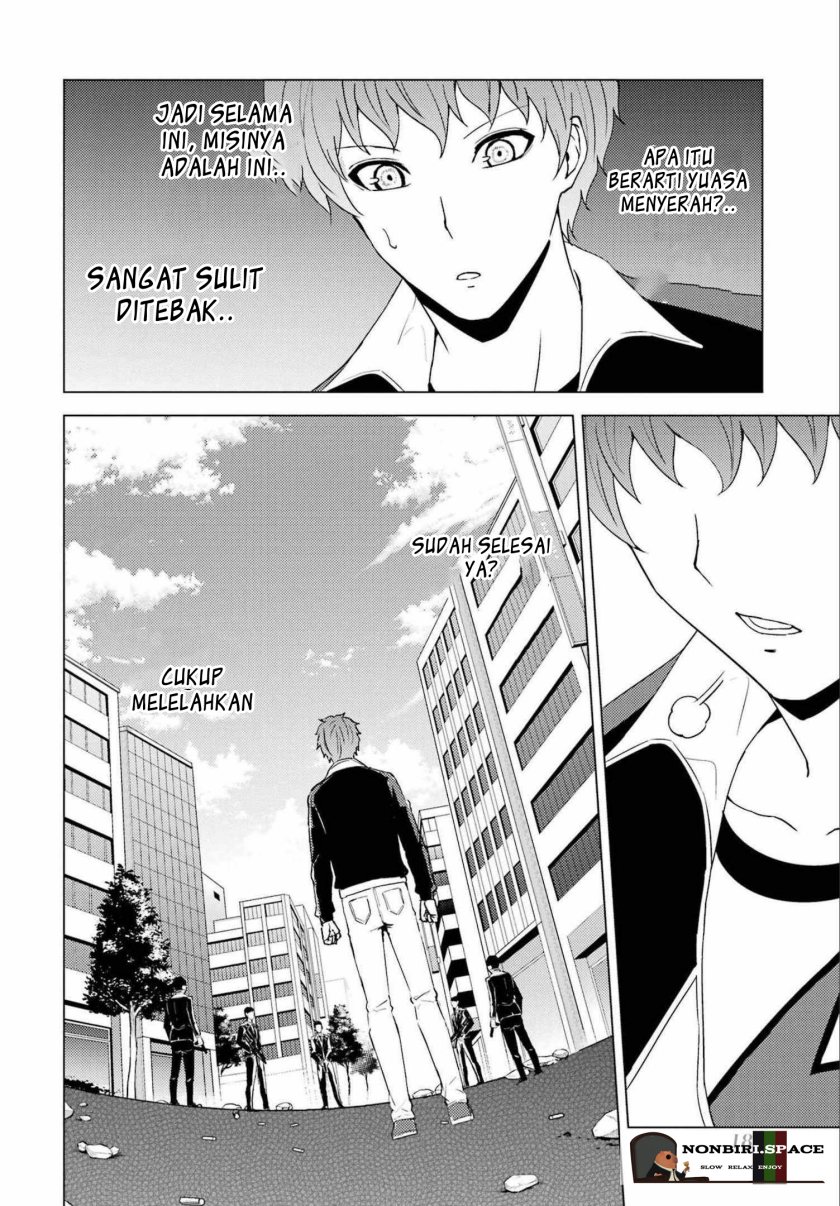 APA ITU
BERARTI YUASA
MENYERAH?..
JADI SELAMA
INI, MISINYA
ADALAH INI..
SANGAT SULIT
DITEBAK..
SUDAH SELESAI
YA?
CUKUP
MELELAHKAN
NONBIRI.SPACE
SLOW RELAX ENJOY